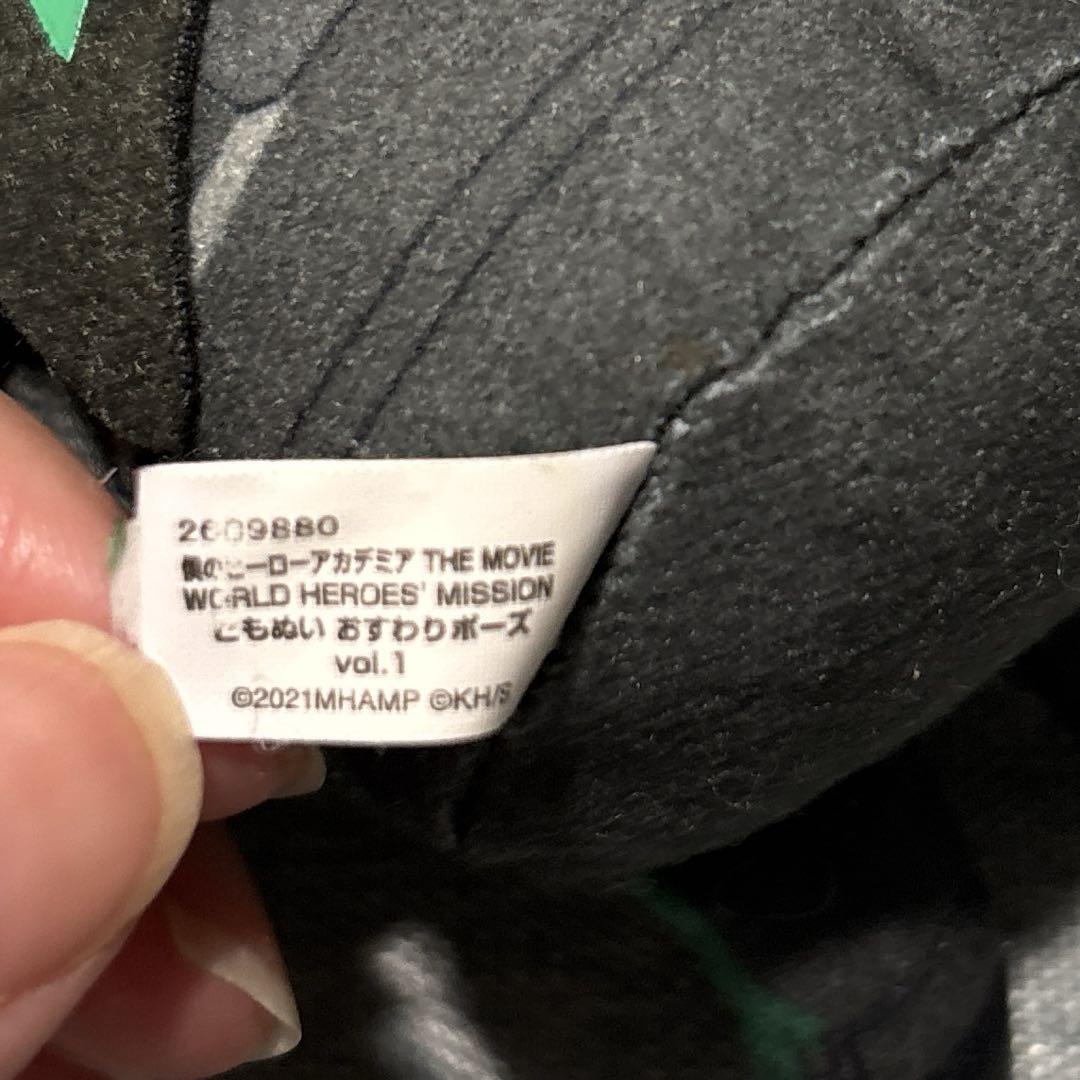 2609880
僕のヒーローアカデミア THE MOVIE
WORLD HEROES' MISSION
ともぬい おすわりポーズ
vol.1
©2021MHAMP ©KH/S